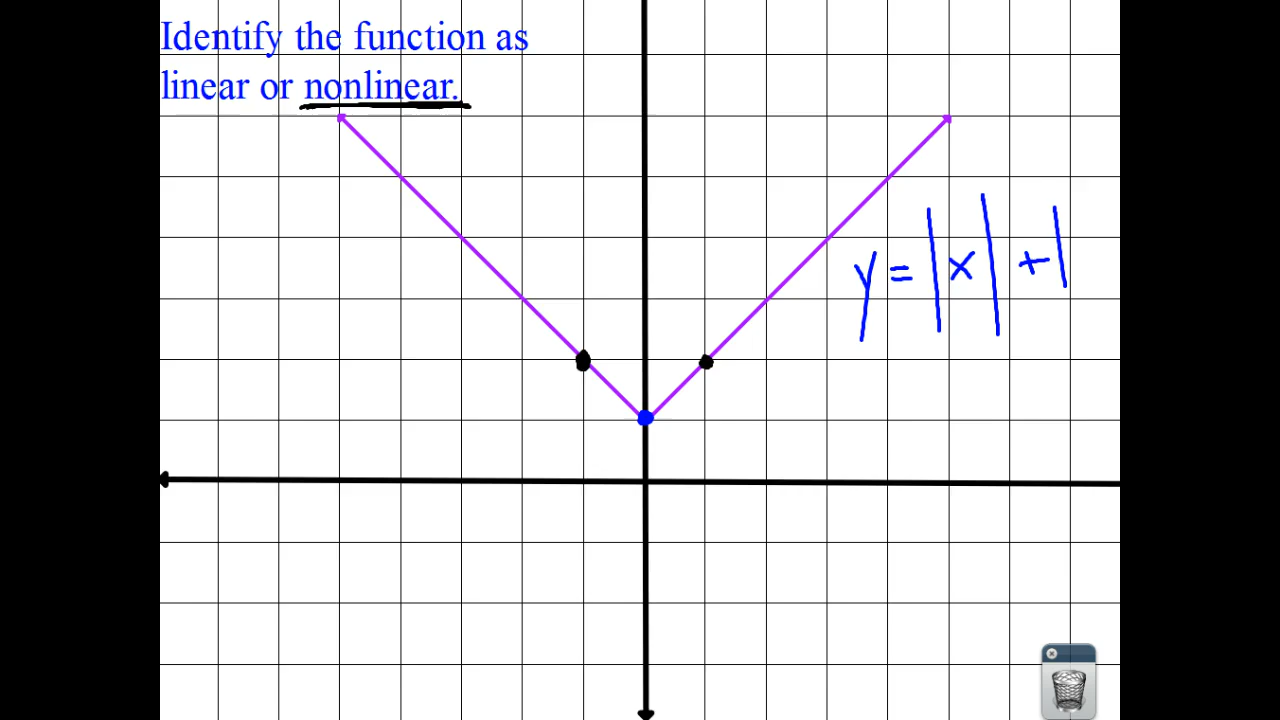 Identify the function as
linear or nonlinear.
y = |x| + 1